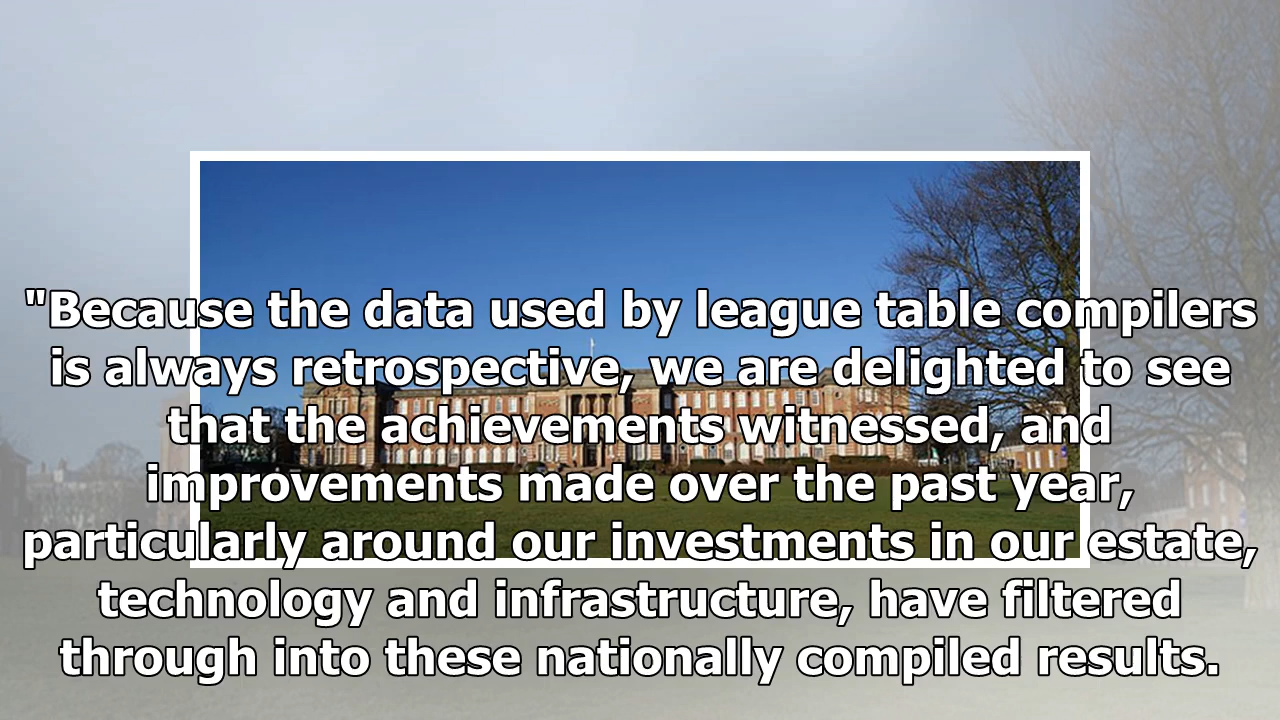 "Because the data used by league table compilers
is always retrospective, we are delighted to see
that the achievements witnessed, and
improvements made over the past year,
particularly around our investments in our estate,
technology and infrastructure, have filtered
through into these nationally compiled results.